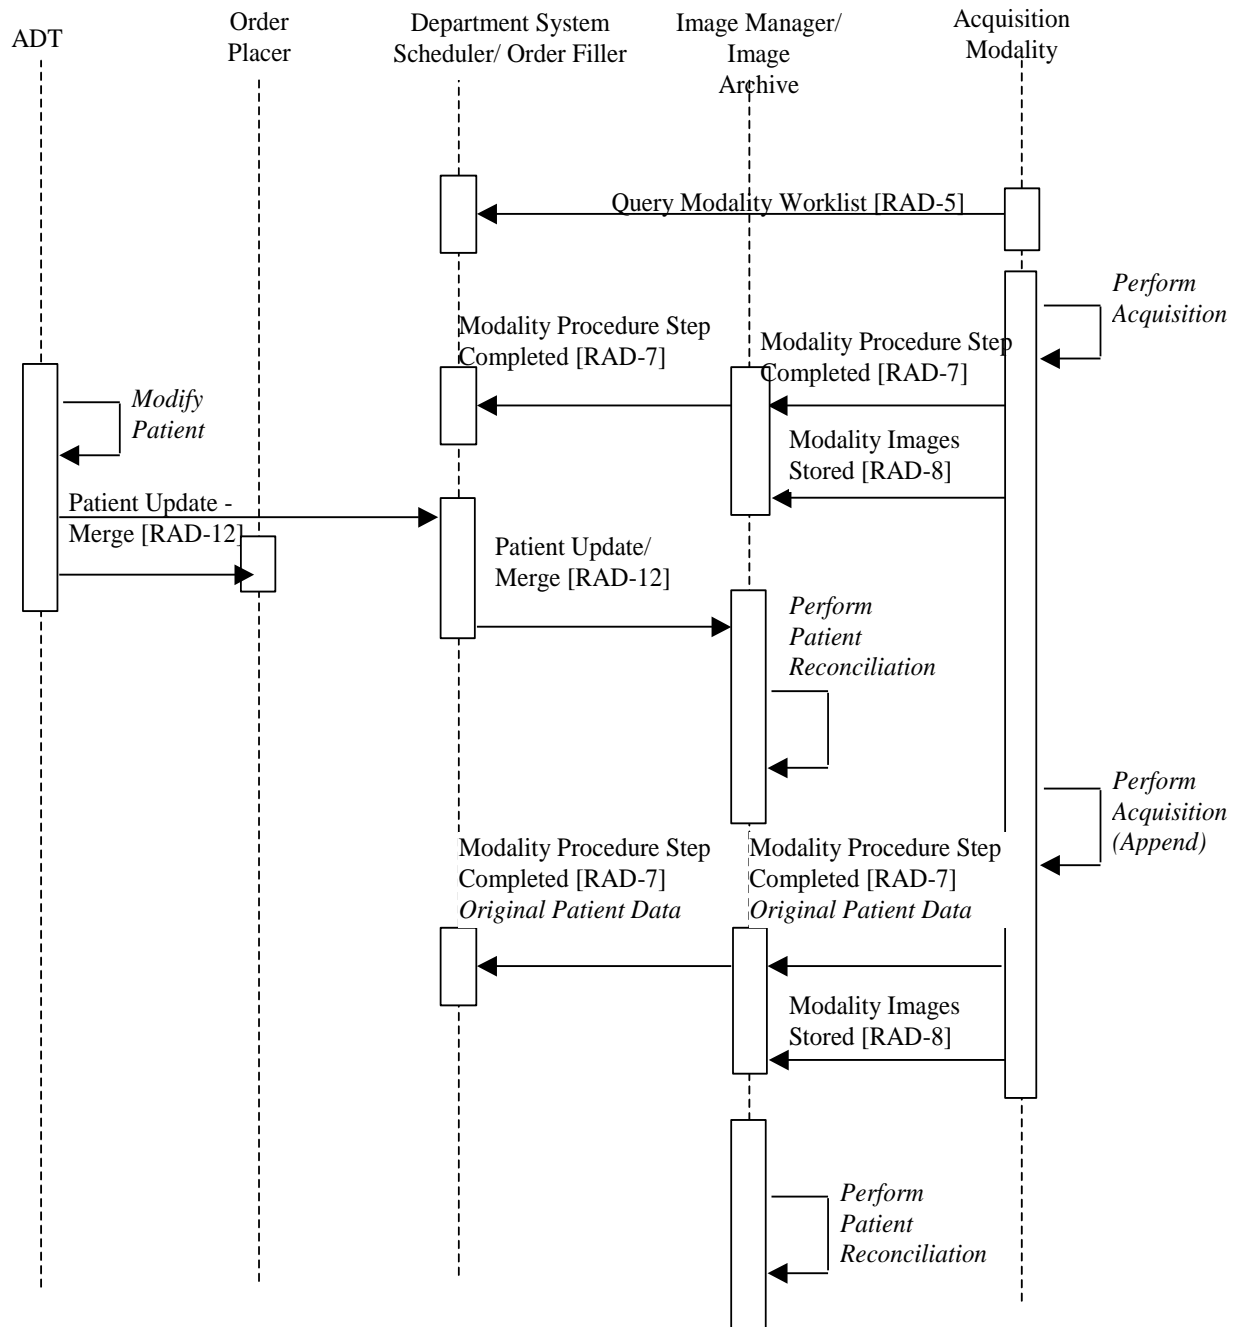 ADT
Order
Placer
Department System
Scheduler/ Order Filler
Image Manager/
Image
Archive
Acquisition
Modality
Query Modality Worklist [RAD-5]
Perform
Acquisition
Modality Procedure Step
Completed [RAD-7]
Modality Procedure Step
Completed [RAD-7]
Modify
Patient
Modality Images
Stored [RAD-8]
Patient Update -
Merge [RAD-12]
Patient Update/
Merge [RAD-12]
Perform
Patient
Reconciliation
Perform
Acquisition
(Append)
Modality Procedure Step
Completed [RAD-7]
Original Patient Data
Modality Procedure Step
Completed [RAD-7]
Original Patient Data
Modality Images
Stored [RAD-8]
Perform
Patient
Reconciliation